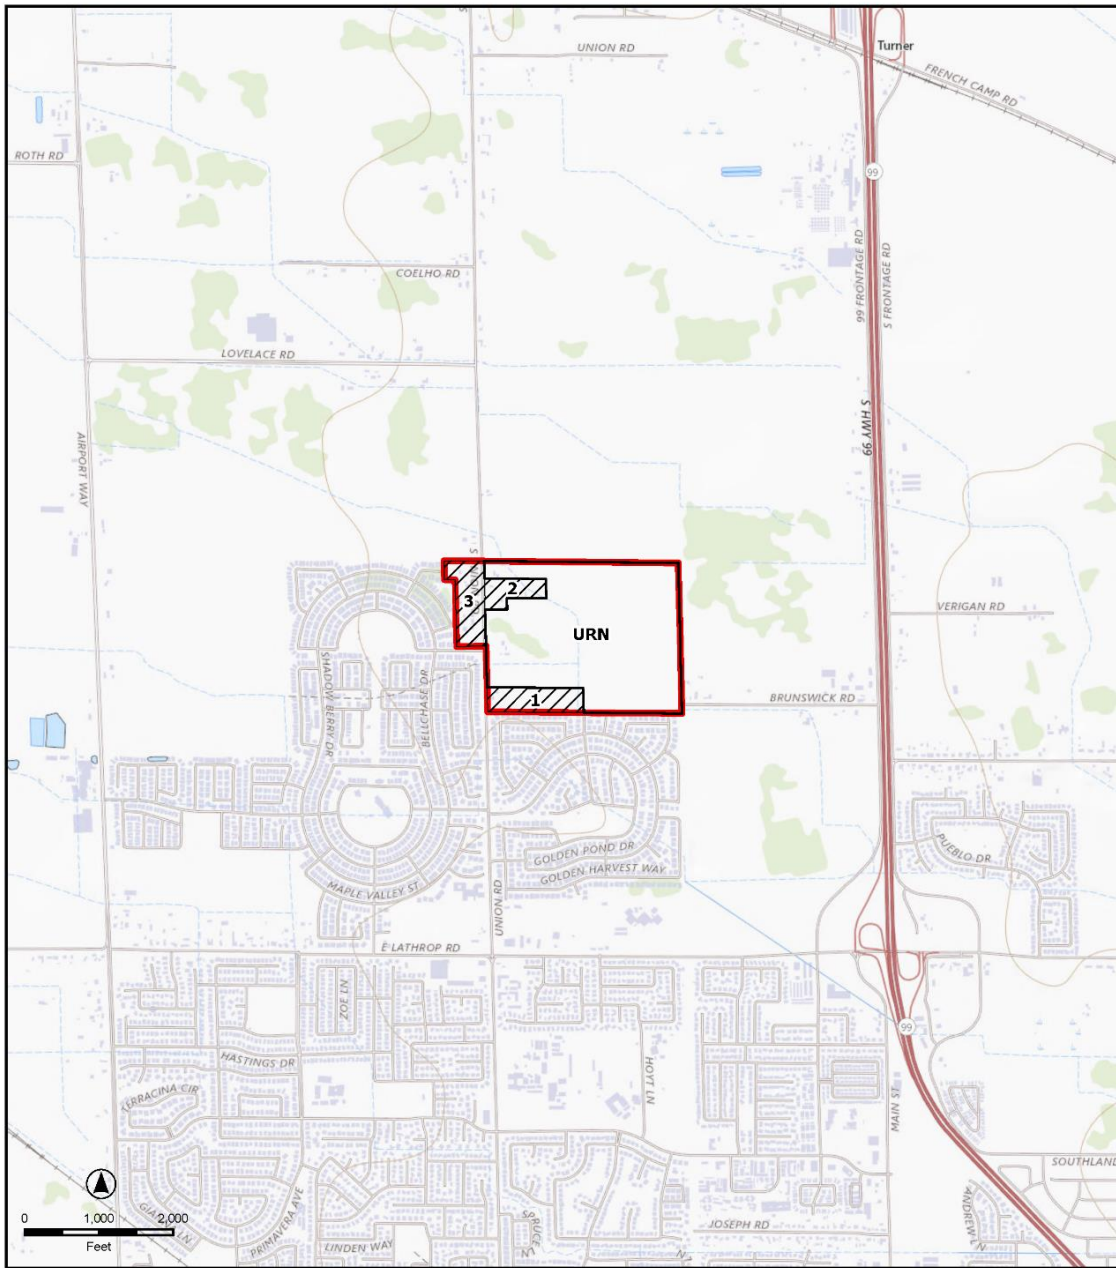 UNION RD
Turner
FRENCH CAMP RD
ROTH RD
99
COELHO RD
99 FRONTAGE RD
S FRONTAGE RD
LOVELACE RD
S HWY 99
AIRPORT WAY
S
3
2
URN
1
VERIGAN RD
BRUNSWICK RD
SHADOW BERRY DR
BELLCHASE DR
PUEBLO DR
GOLDEN POND DR
GOLDEN HARVEST WAY
MAPLE VALLEY ST
UNION RD
E LATHROP RD
ZOE LN
99
HASTINGS DR
HOYT LN
TERRACINA CIR
MAIN ST
SOUTHLAND
PRIMAVERA AVE
SPRUCE LN
ANDREW LN
JOSEPH RD
LINDEN WAY
0 1,000 2,000
Feet